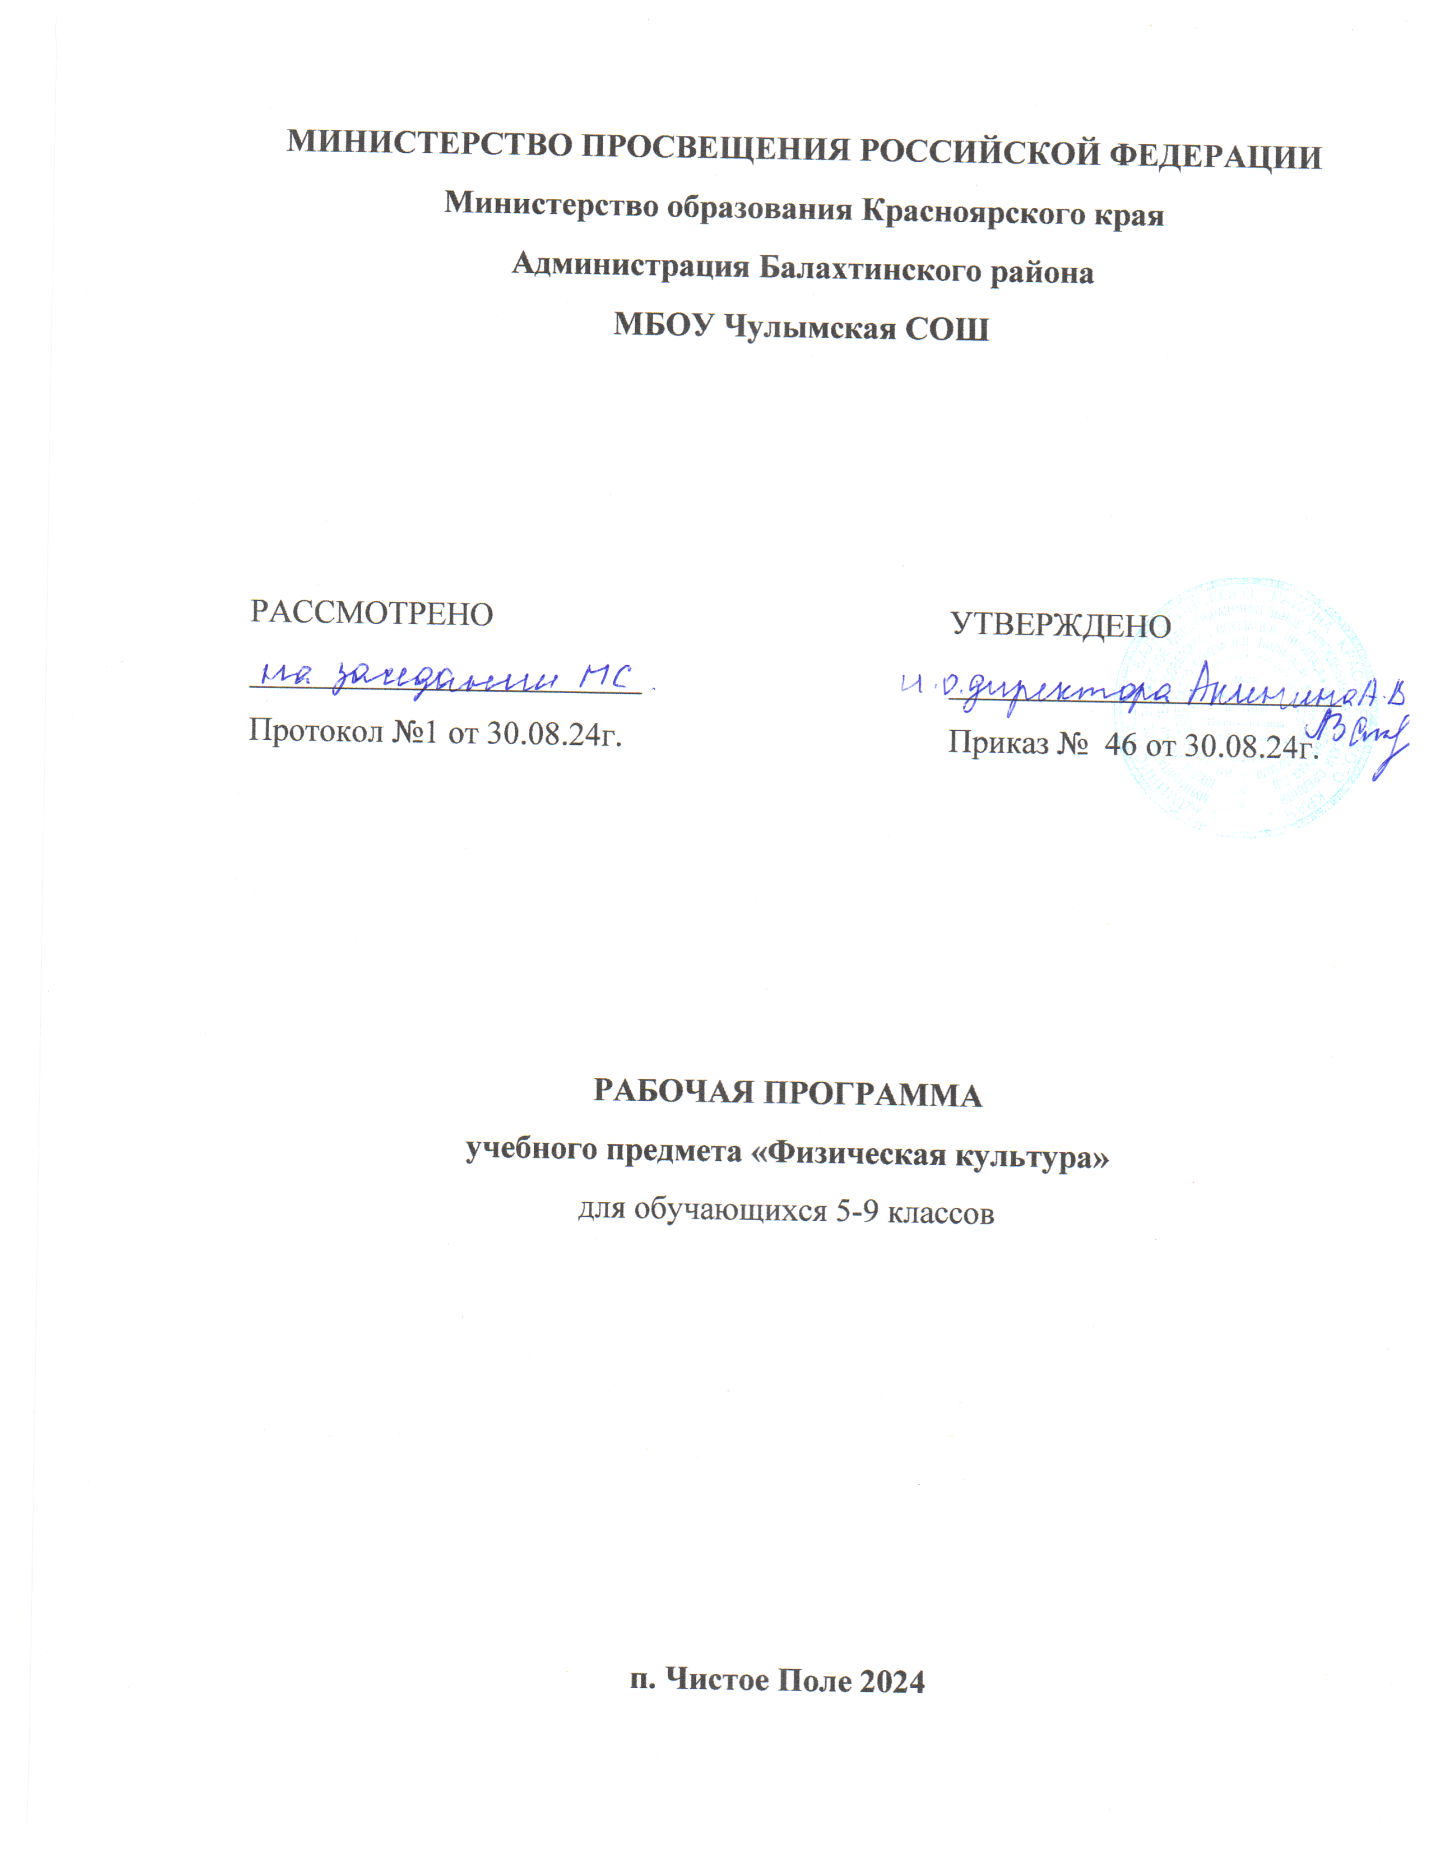 МИНИСТЕРСТВО ПРОСВЕЩЕНИЯ РОССИЙСКОЙ ФЕДЕРАЦИИ
Министерство образования Красноярского края
Администрация Балахтинского района
МБОУ Чулымская СОШ
РАССМОТРЕНО
на заседании МС
Протокол №1 от 30.08.24г.
УТВЕРЖДЕНО
и.о. директора А.В
Приказ № 46 от 30.08.24г.
РАБОЧАЯ ПРОГРАММА
учебного предмета «Физическая культура»
для обучающихся 5-9 классов
п. Чистое Поле 2024